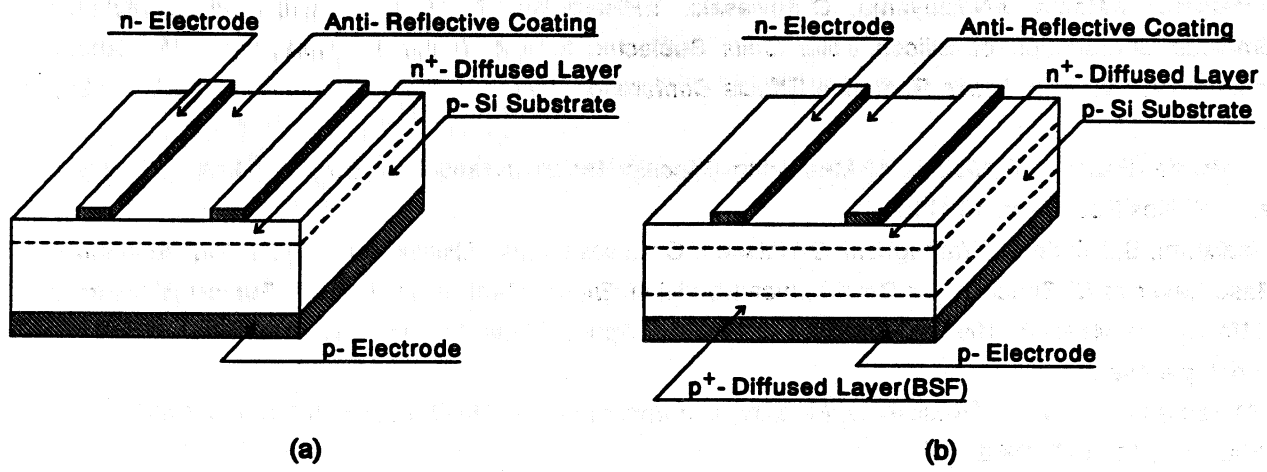 n- Electrode
Anti- Reflective Coating
n⁺- Diffused Layer
p- Si Substrate
p- Electrode
(a)
n- Electrode
Anti- Reflective Coating
n⁺- Diffused Layer
p- Si Substrate
p- Electrode
p⁺- Diffused Layer(BSF)
(b)